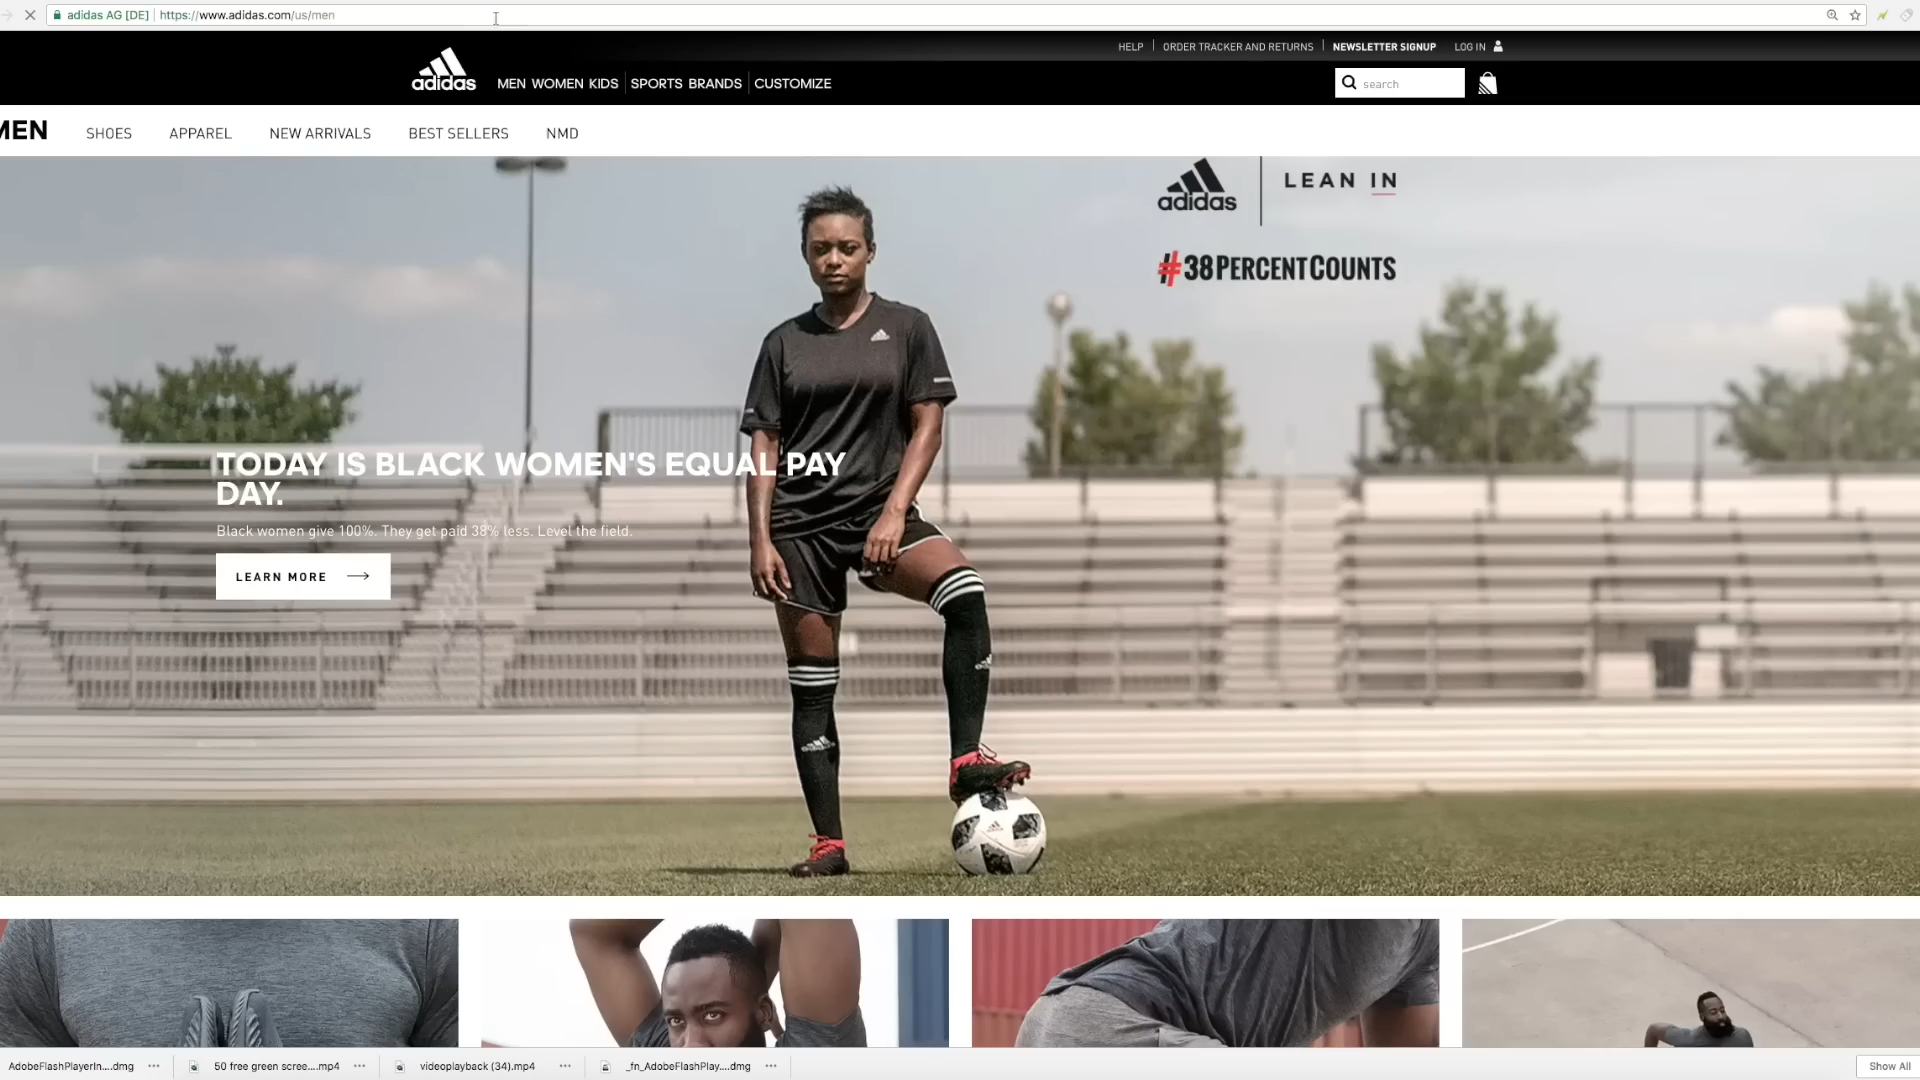 adidas AG [DE] https://www.adidas.com/us/men
HELP ORDER TRACKER AND RETURNS NEWSLETTER SIGNUP LOG IN
adidas MEN WOMEN KIDS SPORTS BRANDS CUSTOMIZE search
SHOES APPAREL NEW ARRIVALS BEST SELLERS NMD
adidas LEAN IN
#38PERCENTCOUNTS
TODAY IS BLACK WOMEN'S EQUAL PAY
DAY.
Black women give 100%. They get paid 38% less. Level the field.
LEARN MORE
AdobeFlashPlayerIn....dmg 50 free green scree....mp4 videoplayback (34).mp4 _fn_AdobeFlashPlay....dmg Show All